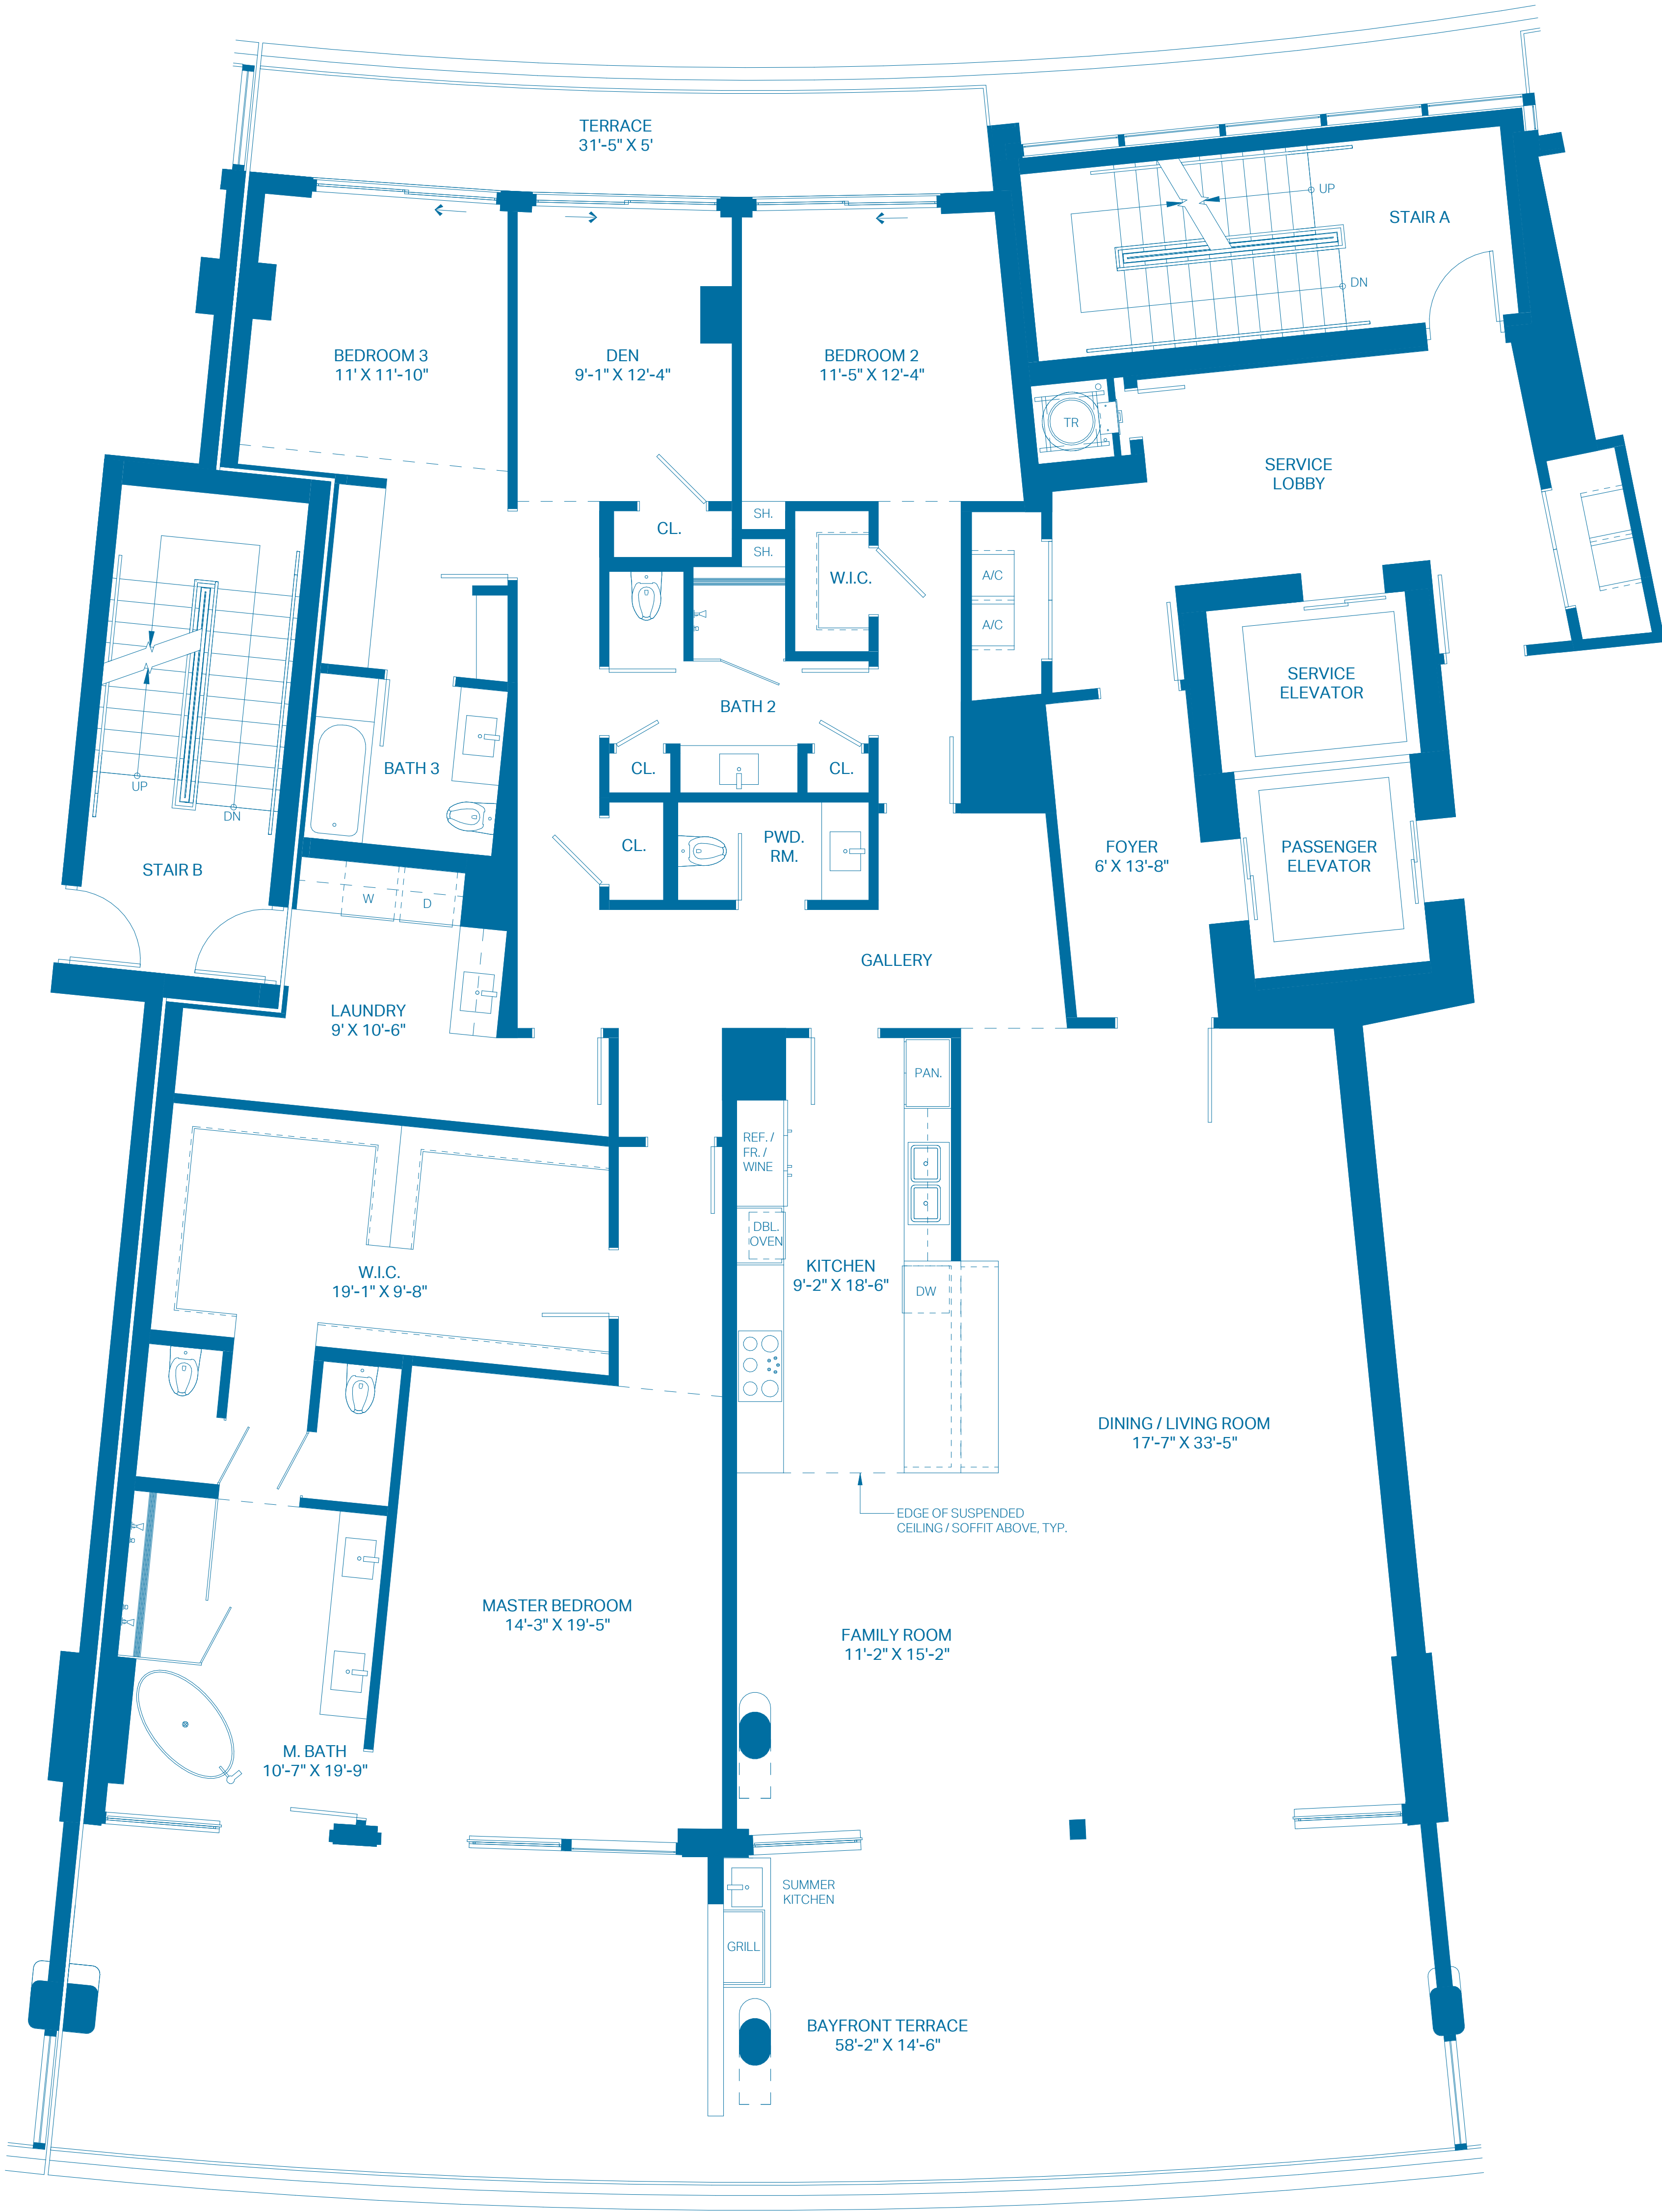 TERRACE
31'-5" X 5'
UP
STAIR A
DN
BEDROOM 3
11' X 11'-10"
DEN
9'-1" X 12'-4"
BEDROOM 2
11'-5" X 12'-4"
TR
SERVICE
LOBBY
SH.
CL.
SH.
W.I.C.
A/C
A/C
SERVICE
ELEVATOR
BATH 2
BATH 3
CL.
CL.
UP
DN
STAIR B
CL.
PWD.
RM.
FOYER
6' X 13'-8"
PASSENGER
ELEVATOR
W
D
GALLERY
LAUNDRY
9' X 10'-6"
PAN.
REF. /
FR. /
WINE
DBL.
OVEN
KITCHEN
9'-2" X 18'-6"
DW
W.I.C.
19'-1" X 9'-8"
DINING / LIVING ROOM
17'-7" X 33'-5"
EDGE OF SUSPENDED
CEILING / SOFFIT ABOVE, TYP.
MASTER BEDROOM
14'-3" X 19'-5"
FAMILY ROOM
11'-2" X 15'-2"
M. BATH
10'-7" X 19'-9"
SUMMER
KITCHEN
GRILL
BAYFRONT TERRACE
58'-2" X 14'-6"